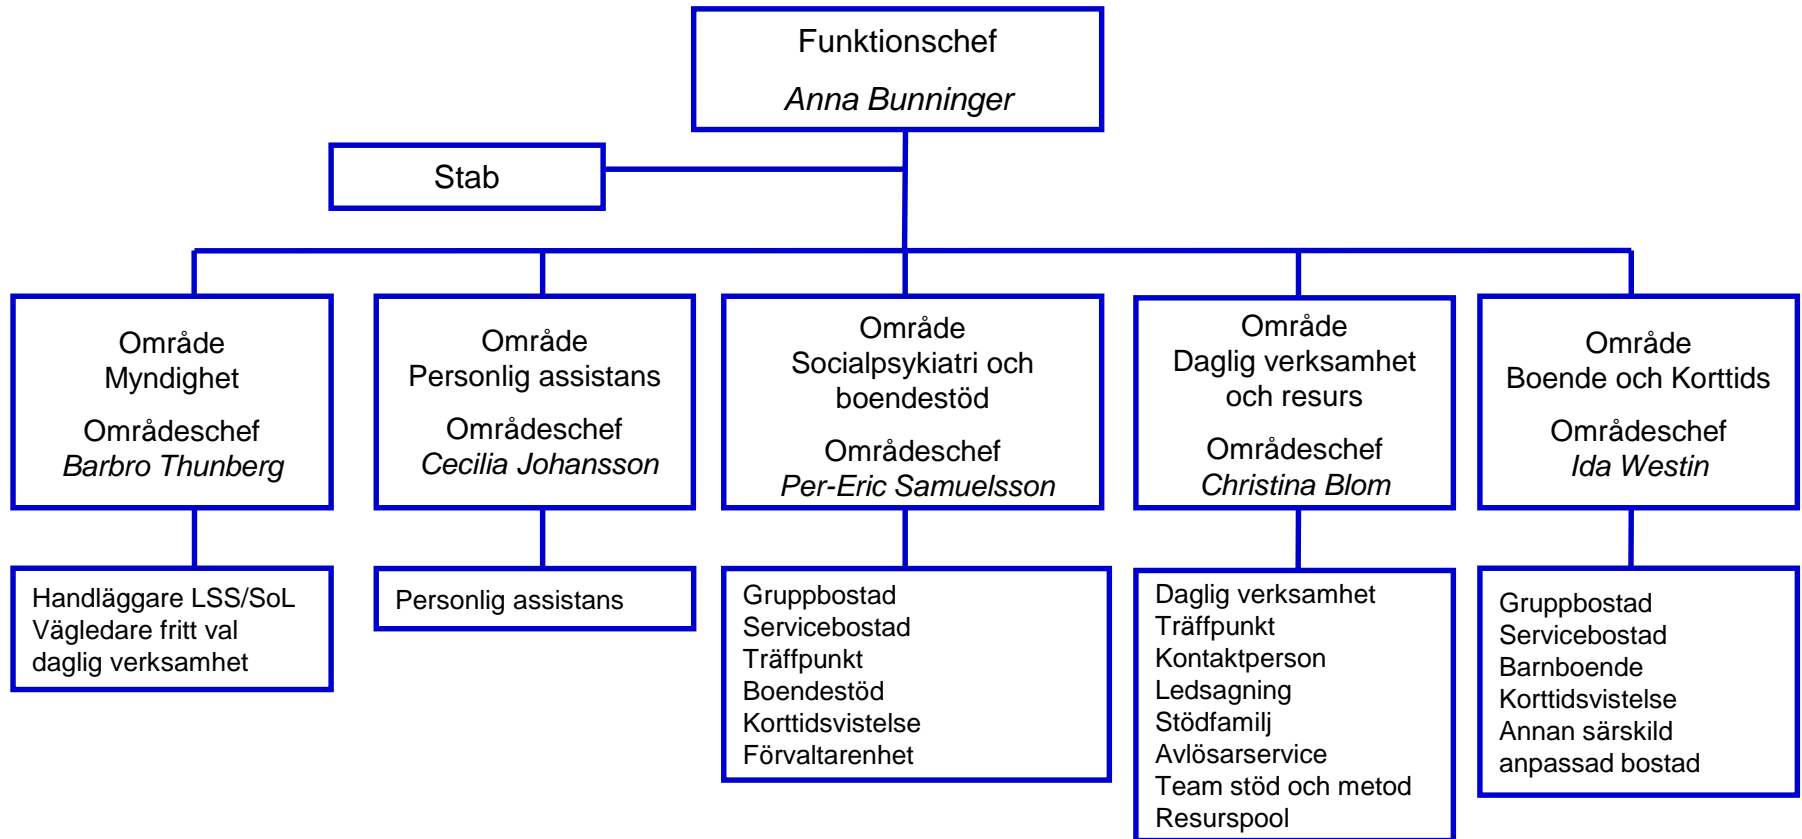 Funktionschef
Anna Bunninger
Stab
Område
Myndighet
Områdeschef
Barbro Thunberg
Område
Personlig assistans
Områdeschef
Cecilia Johansson
Område
Socialpsykiatri och
boendestöd
Områdeschef
Per-Eric Samuelsson
Område
Daglig verksamhet
och resurs
Områdeschef
Christina Blom
Område
Boende och Korttids
Områdeschef
Ida Westin
Handläggare LSS/SoL
Vägledare fritt val
daglig verksamhet
Personlig assistans
Gruppbostad
Servicebostad
Träffpunkt
Boendestöd
Korttidsvistelse
Förvaltarenhet
Daglig verksamhet
Träffpunkt
Kontaktperson
Ledsagning
Stödfamilj
Avlösarservice
Team stöd och metod
Resurspool
Gruppbostad
Servicebostad
Barnboende
Korttidsvistelse
Annan särskild
anpassad bostad